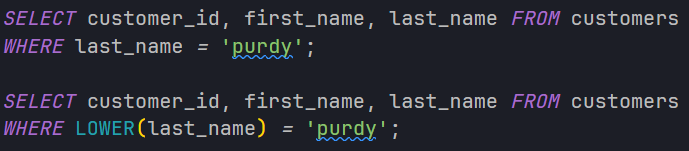 SELECT customer_id, first_name, last_name FROM customers
WHERE last_name = 'purdy';
SELECT customer_id, first_name, last_name FROM customers
WHERE LOWER(last_name) = 'purdy';